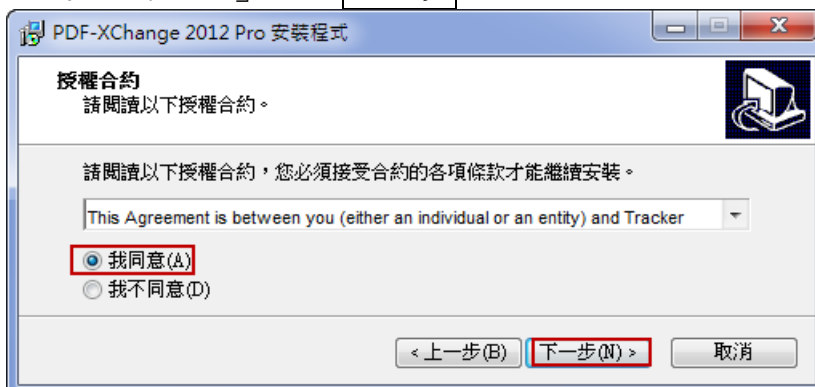 PDF-XChange 2012 Pro 安裝程式
授權合約
請閱讀以下授權合約。
請閱讀以下授權合約，您必須接受合約的各項條款才能繼續安裝。
This Agreement is between you (either an individual or an entity) and Tracker
我同意(A)
我不同意(D)
<上一步(B) 下一步(N) > 取消